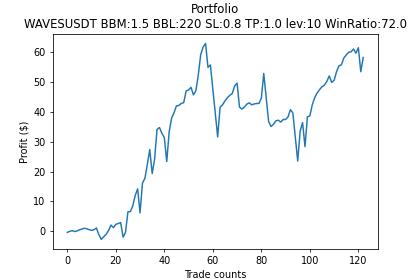 Portfolio
WAVESUSDT BBM:1.5 BBL:220 SL:0.8 TP:1.0 lev:10 WinRatio:72.0
60
50
40
30
20
10
0
Profit ($)
0 20 40 60 80 100 120
Trade counts